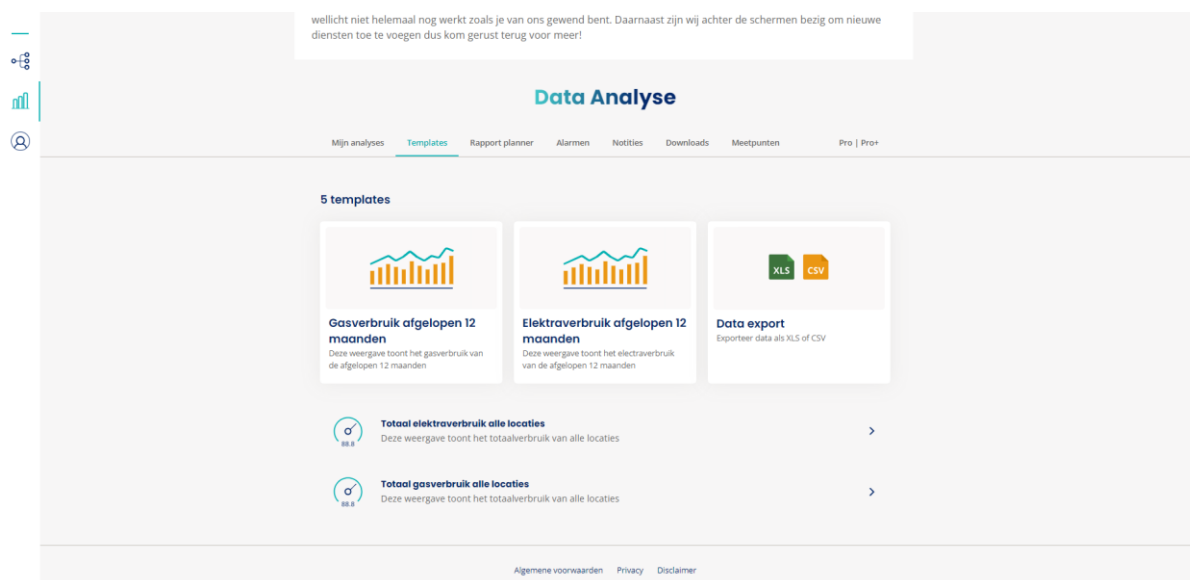 wellicht niet helemaal nog werkt zoals je van ons gewend bent. Daarnaast zijn wij achter de schermen bezig om nieuwe
diensten toe te voegen dus kom gerust terug voor meer!
Data Analyse
Mijn analyses Templates Rapport planner Alarmen Notities Downloads Meetpunten Pro | Pro+
5 templates
XLS CSV
Gasverbruik afgelopen 12
maanden
Deze weergave toont het gasverbruik van
de afgelopen 12 maanden
Elektraverbruik afgelopen 12
maanden
Deze weergave toont het electraverbruik
van de afgelopen 12 maanden
Data export
Exporteer data als XLS of CSV
88.8
Totaal elektraverbruik alle locaties
Deze weergave toont het totaalverbruik van alle locaties
88.8
Totaal gasverbruik alle locaties
Deze weergave toont het totaalverbruik van alle locaties
Algemene voorwaarden Privacy Disclaimer